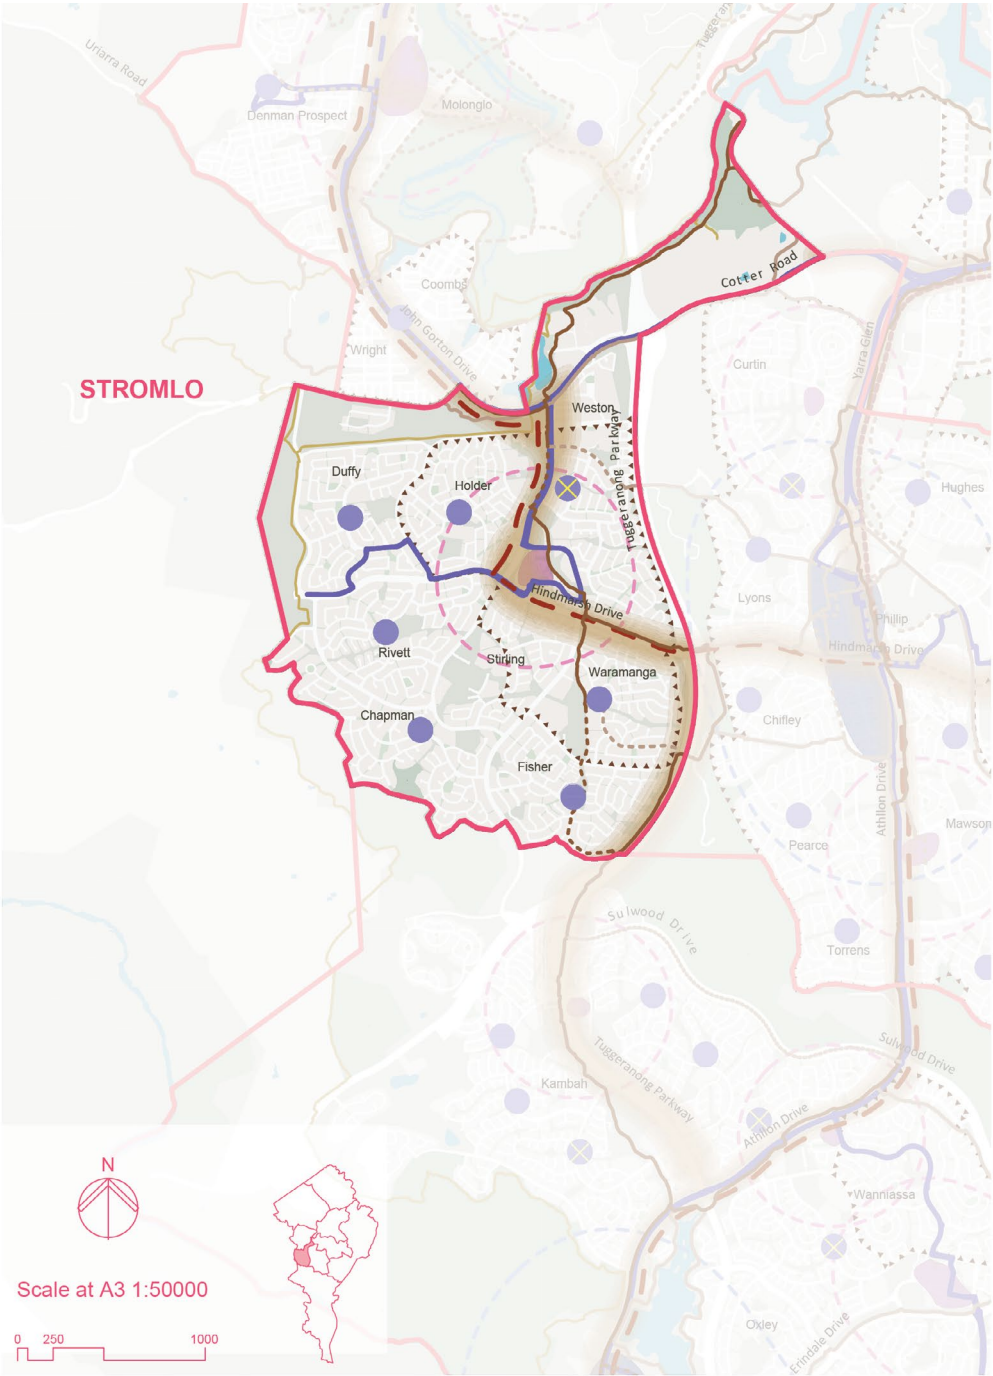 Tuggeran
Uriarra Road
Denman Prospect
Molonglo
Coombs
Cotter Road
John Gorton Drive
Wright
Curtin
Yarra Glen
STROMLO
Weston
Tuggeranong Parkway
Duffy
Holder
Hughes
Lyons
Hindmarsh Drive
Phillip
Hindmarsh Drive
Rivett
Stirling
Waramanga
Chapman
Chifley
Fisher
Athllon Drive
Mawson
Pearce
Sulwood Drive
Torrens
Tuggeranong Parkway
Sulwood Drive
Kambah
Athllon Drive
Wanniassa
N
Scale at A3 1:50000
0 250 1000
Oxley
Erindale Drive